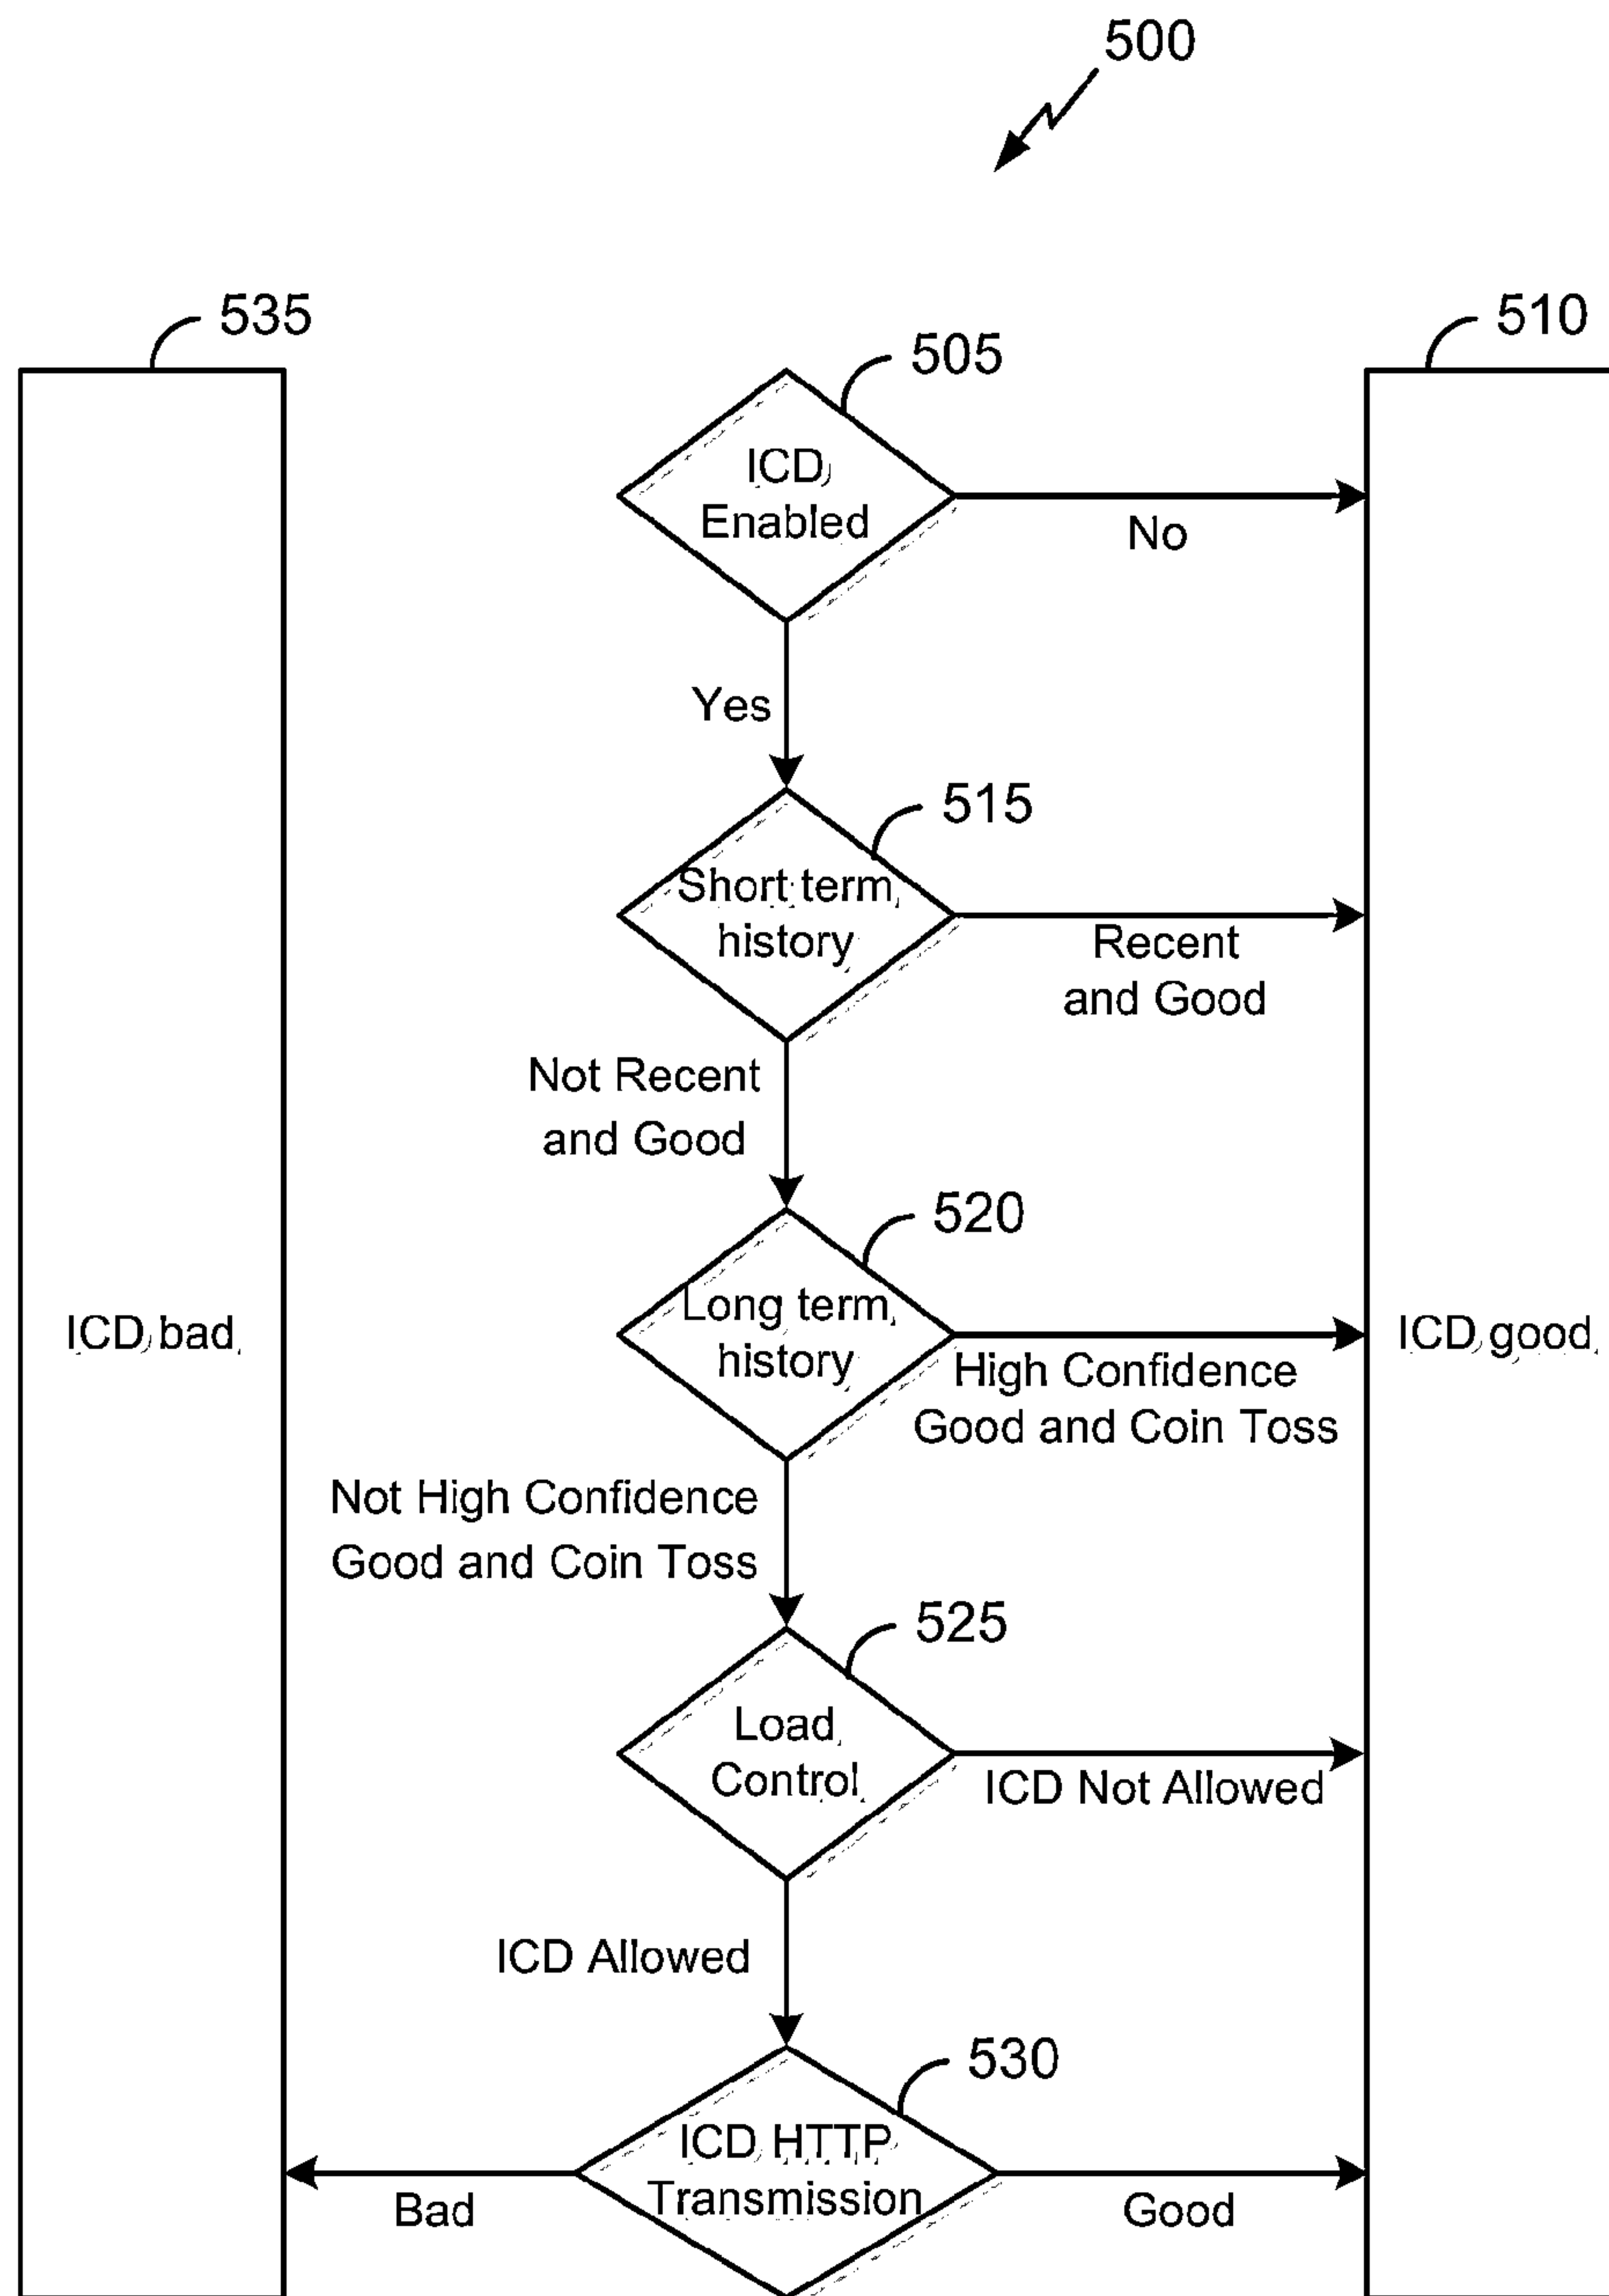 500
535
505
510
ICD
Enabled
No
Yes
515
Short term
history
Recent
and Good
Not Recent
and Good
520
Long term
history
High Confidence
Good and Coin Toss
ICD bad
ICD good
Not High Confidence
Good and Coin Toss
525
Load
Control
ICD Not Allowed
ICD Allowed
530
ICD HTTP
Transmission
Bad
Good